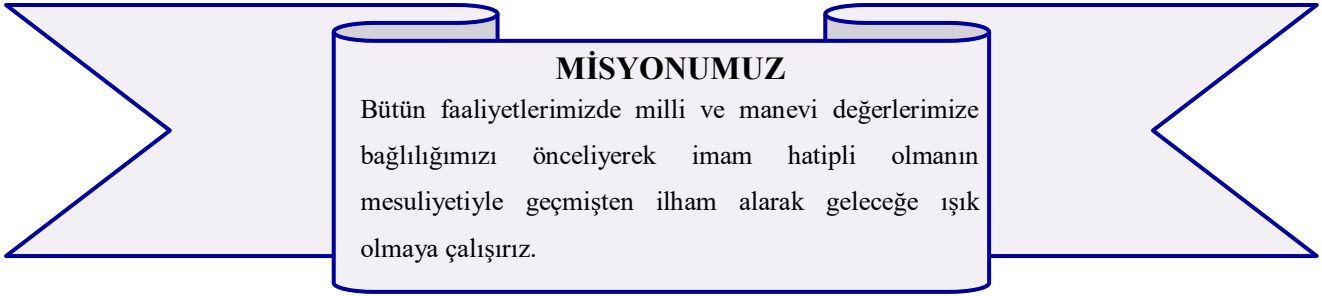 MİSYONUMUZ
Bütün faaliyetlerimizde milli ve manevi değerlerimize
bağlılığımızı önceliyerek imam hatipli olmanın
mesuliyetiyle geçmişten ilham alarak geleceğe ışık
olmaya çalışırız.